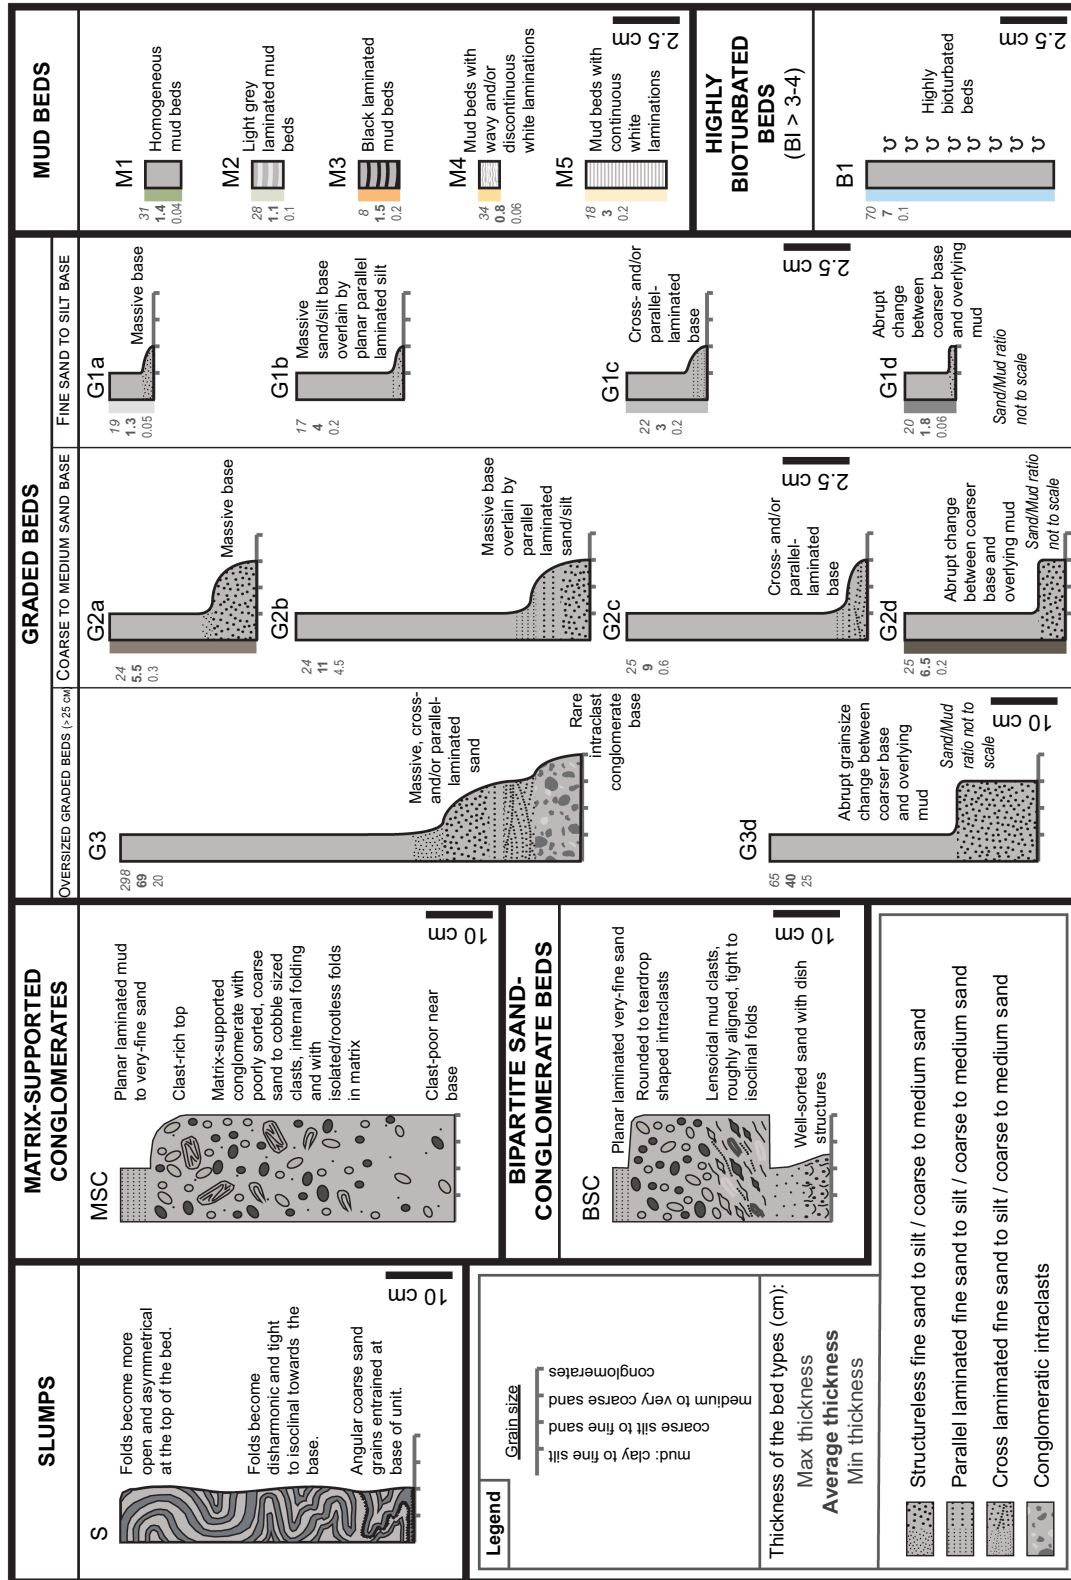 SLUMPS
S
Folds become more
open and asymmetrical
at the top of the bed.
Folds become
disharmonic and tight
to isoclinal towards the
base.
Angular coarse sand
grains entrained at
base of unit.
10 cm
MATRIX-SUPPORTED
CONGLOMERATES
MSC
Planar laminated mud
to very-fine sand
Clast-rich top
Matrix-supported
conglomerate with
poorly sorted, coarse
sand to cobble sized
clasts, internal folding
and with
isolated/rootless folds
in matrix
Clast-poor near
base
10 cm
BIPARTITE SAND-
CONGLOMERATE BEDS
BSC
Planar laminated very-fine sand
Rounded to teardrop
shaped intraclasts
Lensoidal mud clasts,
roughly aligned, tight to
isoclinal folds
Well-sorted sand with dish
structures
10 cm
GRADED BEDS
OVERSIZED GRADED BEDS (> 25 CM)
G3
298
69
20
Massive, cross-
and/or parallel-
laminated
sand
Rare
intraclast
conglomerate
base
G3d
65
40
25
Abrupt grainsize
change between
coarser base
and overlying
mud
Sand/Mud
ratio not to
scale
10 cm
COARSE TO MEDIUM SAND BASE
G2a
24
5.5
0.3
Massive base
G2b
24
11
4.5
Massive base
overlain by
parallel
laminated
sand/silt
G2c
25
9
0.6
Cross- and/or
parallel-
laminated
base
2.5 cm
G2d
25
6.5
0.2
Abrupt change
between coarser
base and
overlying mud
Sand/Mud ratio
not to scale
FINE SAND TO SILT BASE
G1a
19
1.3
0.05
Massive base
G1b
17
4
0.2
Massive
sand/silt base
overlain by
planar parallel
laminated silt
G1c
22
3
0.2
Cross- and/or
parallel-
laminated
base
2.5 cm
G1d
20
1.8
0.06
Abrupt
change
between
coarser base
and overlying
mud
Sand/Mud ratio
not to scale
MUD BEDS
M1
31
1.4
0.04
Homogeneous
mud beds
M2
28
1.1
0.1
Light grey
laminated mud
beds
M3
8
1.5
0.2
Black laminated
mud beds
M4
34
0.8
0.06
Mud beds with
wavy and/or
discontinuous
white laminations
M5
18
3
0.2
Mud beds with
continuous
white
laminations
2.5 cm
HIGHLY
BIOTURBATED
BEDS
(BI > 3-4)
B1
70
7
0.1
Highly
bioturbated
beds
2.5 cm
Legend
Grain size
mud: clay to fine silt
coarse silt to fine sand
medium to very coarse sand
conglomerates
Thickness of the bed types (cm):
Max thickness
Average thickness
Min thickness
Structureless fine sand to silt / coarse to medium sand
Parallel laminated fine sand to silt / coarse to medium sand
Cross laminated fine sand to silt / coarse to medium sand
Conglomeratic intraclasts